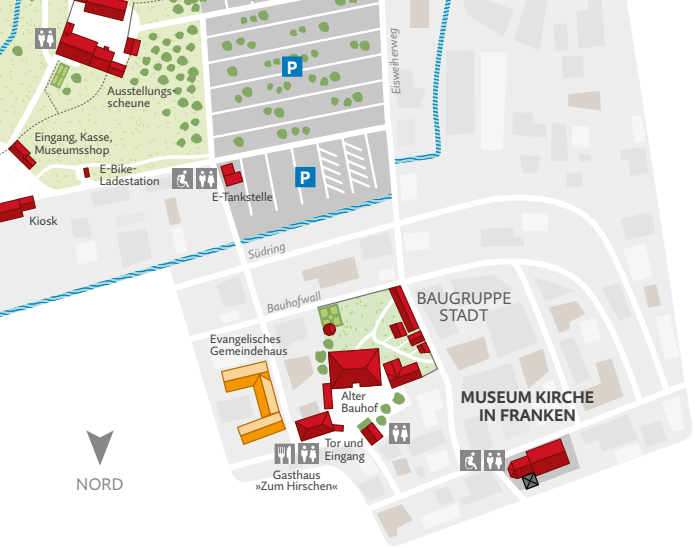 Eisweiherweg
P
Ausstellungs-
scheune
Eingang, Kasse,
Museumsshop
E-Bike-
Ladestation
P
E-Tankstelle
Kiosk
Südring
Bauhofwall
BAUGRUPPE
STADT
Evangelisches
Gemeindehaus
Alter
Bauhof
MUSEUM KIRCHE
IN FRANKEN
Tor und
Eingang
Gasthaus
»Zum Hirschen«
NORD